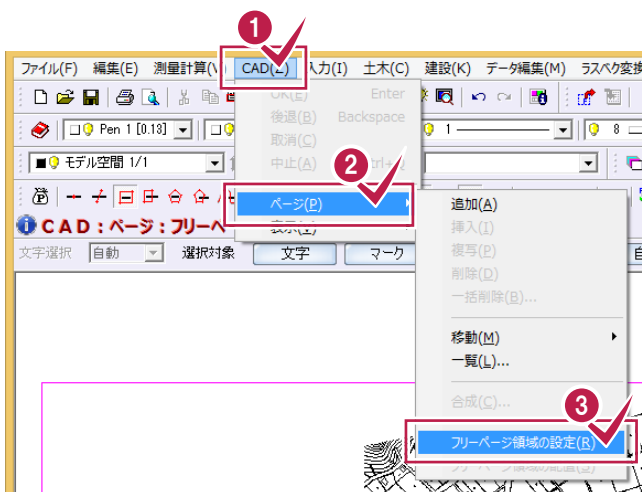 1
ファイル(F) 編集(E) 測量計算(V) CAD(Z) 入力(I) 土木(C) 建設(K) データ編集(M) ラスベク変換
OK(E) Enter
後退(B) Backspace
取消(C)
中止(A)
Pen 1 [0.13] 1 8
モデル空間 1/1
2
ページ(P)
CAD:ページ:フリーペ
文字選択 自動 選択対象 文字 マーク
追加(A)
挿入(I)
複写(P)
削除(D)
一括削除(B)...
移動(M)
一覧(L)...
合成(C)...
3
フリーページ領域の設定(R)